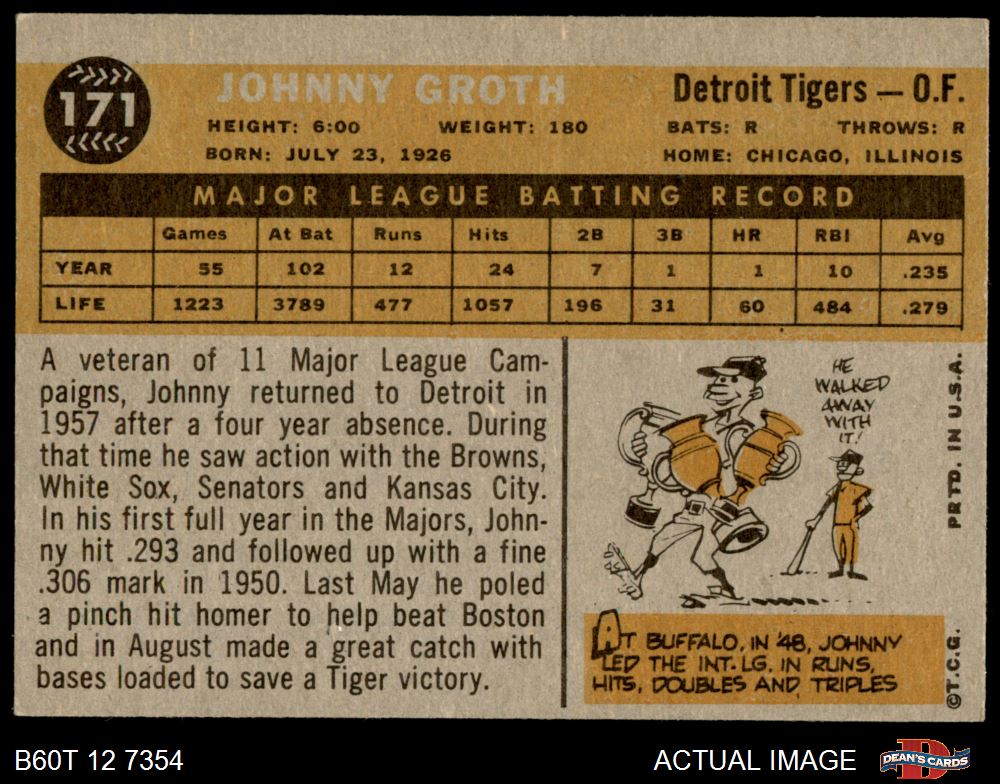 171
JOHNNY GROTH
Detroit Tigers — O.F.
HEIGHT: 6:00 WEIGHT: 180 BATS: R THROWS: R
BORN: JULY 23, 1926 HOME: CHICAGO, ILLINOIS
MAJOR LEAGUE BATTING RECORD
Games At Bat Runs Hits 2B 3B HR RBI Avg
YEAR 55 102 12 24 7 1 1 10 .235
LIFE 1223 3789 477 1057 196 31 60 484 .279
A veteran of 11 Major League Cam-
paigns, Johnny returned to Detroit in
1957 after a four year absence. During
that time he saw action with the Browns,
White Sox, Senators and Kansas City.
In his first full year in the Majors, John-
ny hit .293 and followed up with a fine
.306 mark in 1950. Last May he poled
a pinch hit homer to help beat Boston
and in August made a great catch with
bases loaded to save a Tiger victory.
HE
WALKED
AWAY
WITH
IT!
AT BUFFALO, IN '48, JOHNNY
LED THE INT. LG. IN RUNS,
HITS, DOUBLES AND TRIPLES
PRTD. IN U.S.A.
©T.C.G.
B60T 12 7354
ACTUAL IMAGE
DEAN'S CARDS